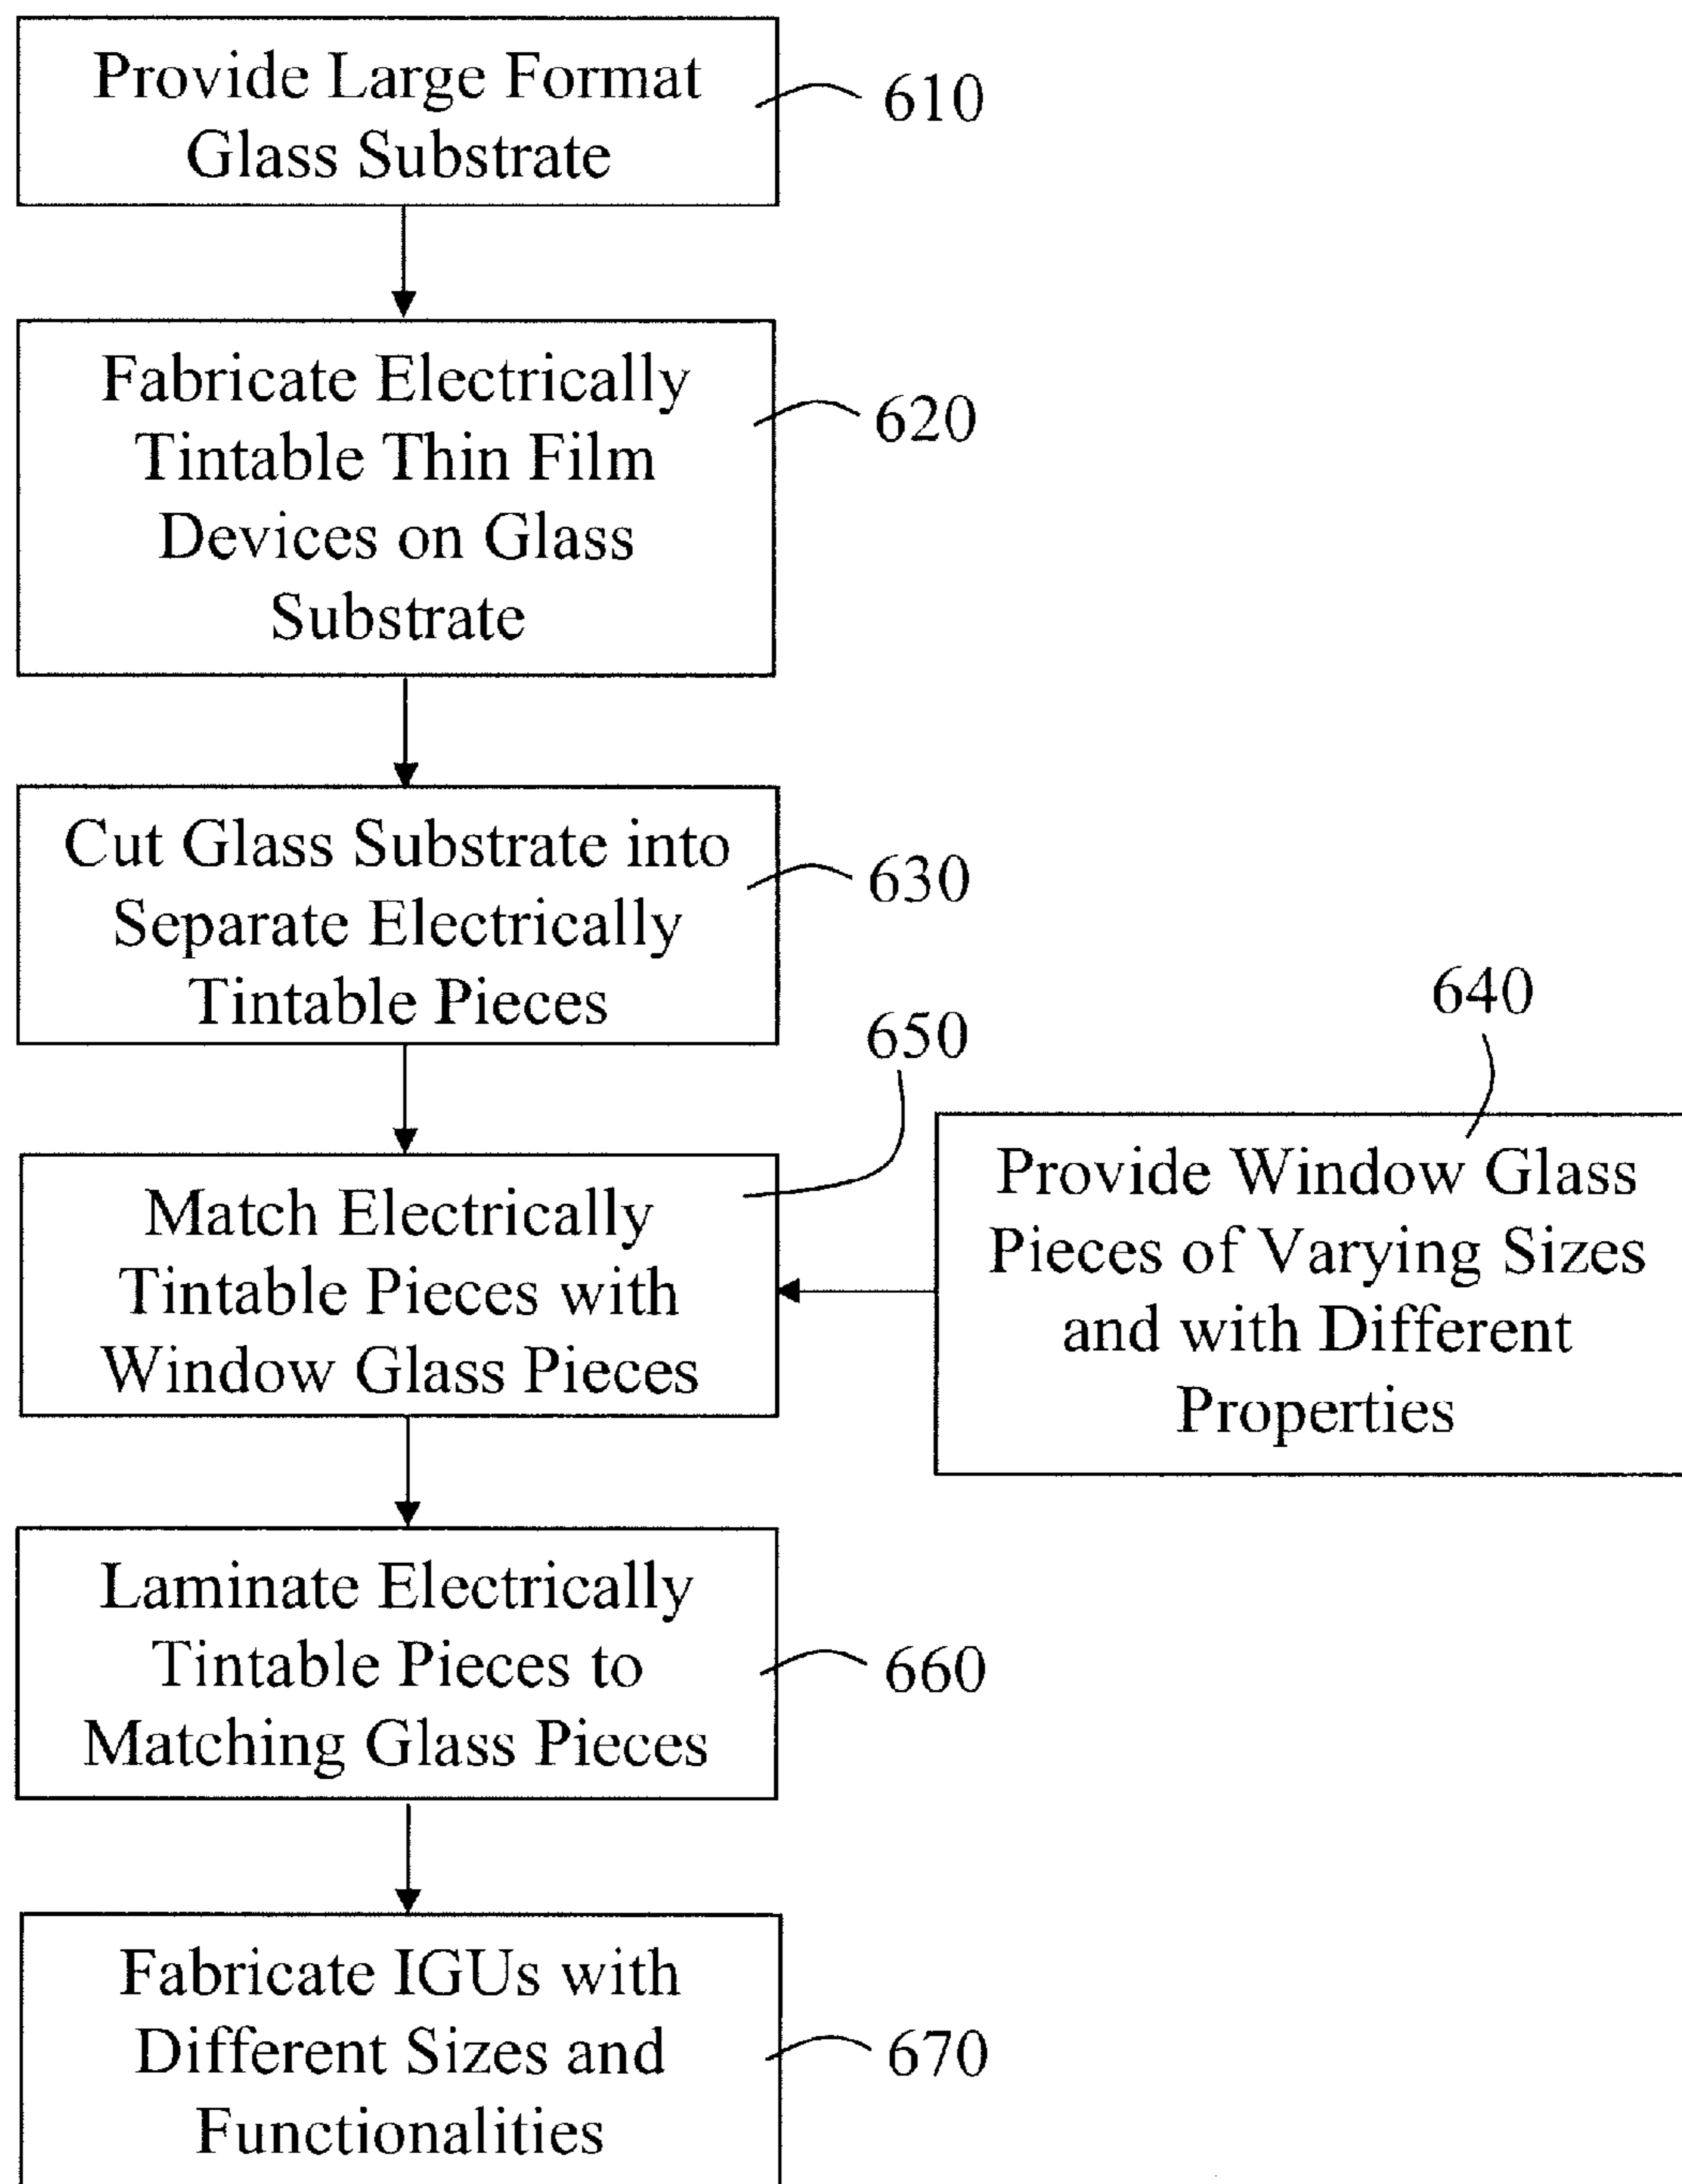 Provide Large Format
Glass Substrate
610
Fabricate Electrically
Tintable Thin Film
Devices on Glass
Substrate
620
Cut Glass Substrate into
Separate Electrically
Tintable Pieces
630
640
Provide Window Glass
Pieces of Varying Sizes
and with Different
Properties
650
Match Electrically
Tintable Pieces with
Window Glass Pieces
Laminate Electrically
Tintable Pieces to
Matching Glass Pieces
660
Fabricate IGUs with
Different Sizes and
Functionalities
670